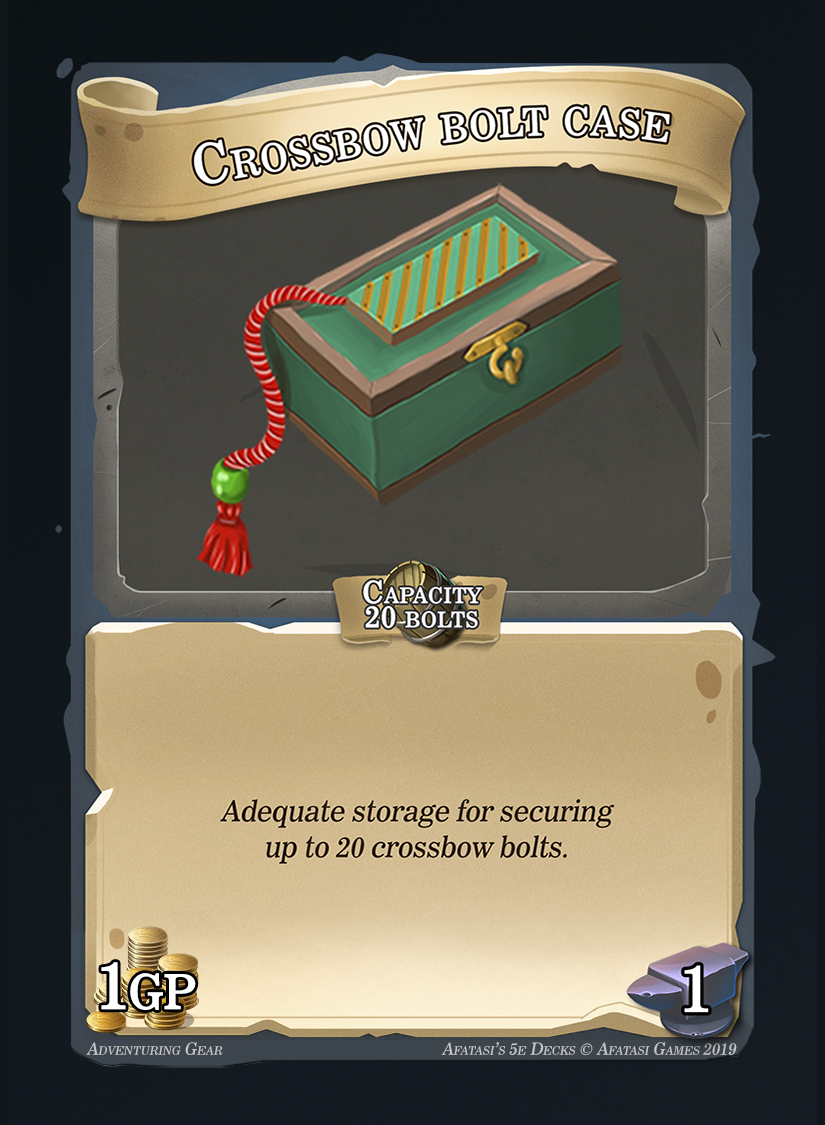 Crossbow bolt case
Capacity
20 bolts
Adequate storage for securing
up to 20 crossbow bolts.
1GP
1
Adventuring Gear
Afatasi's 5e Decks © Afatasi Games 2019